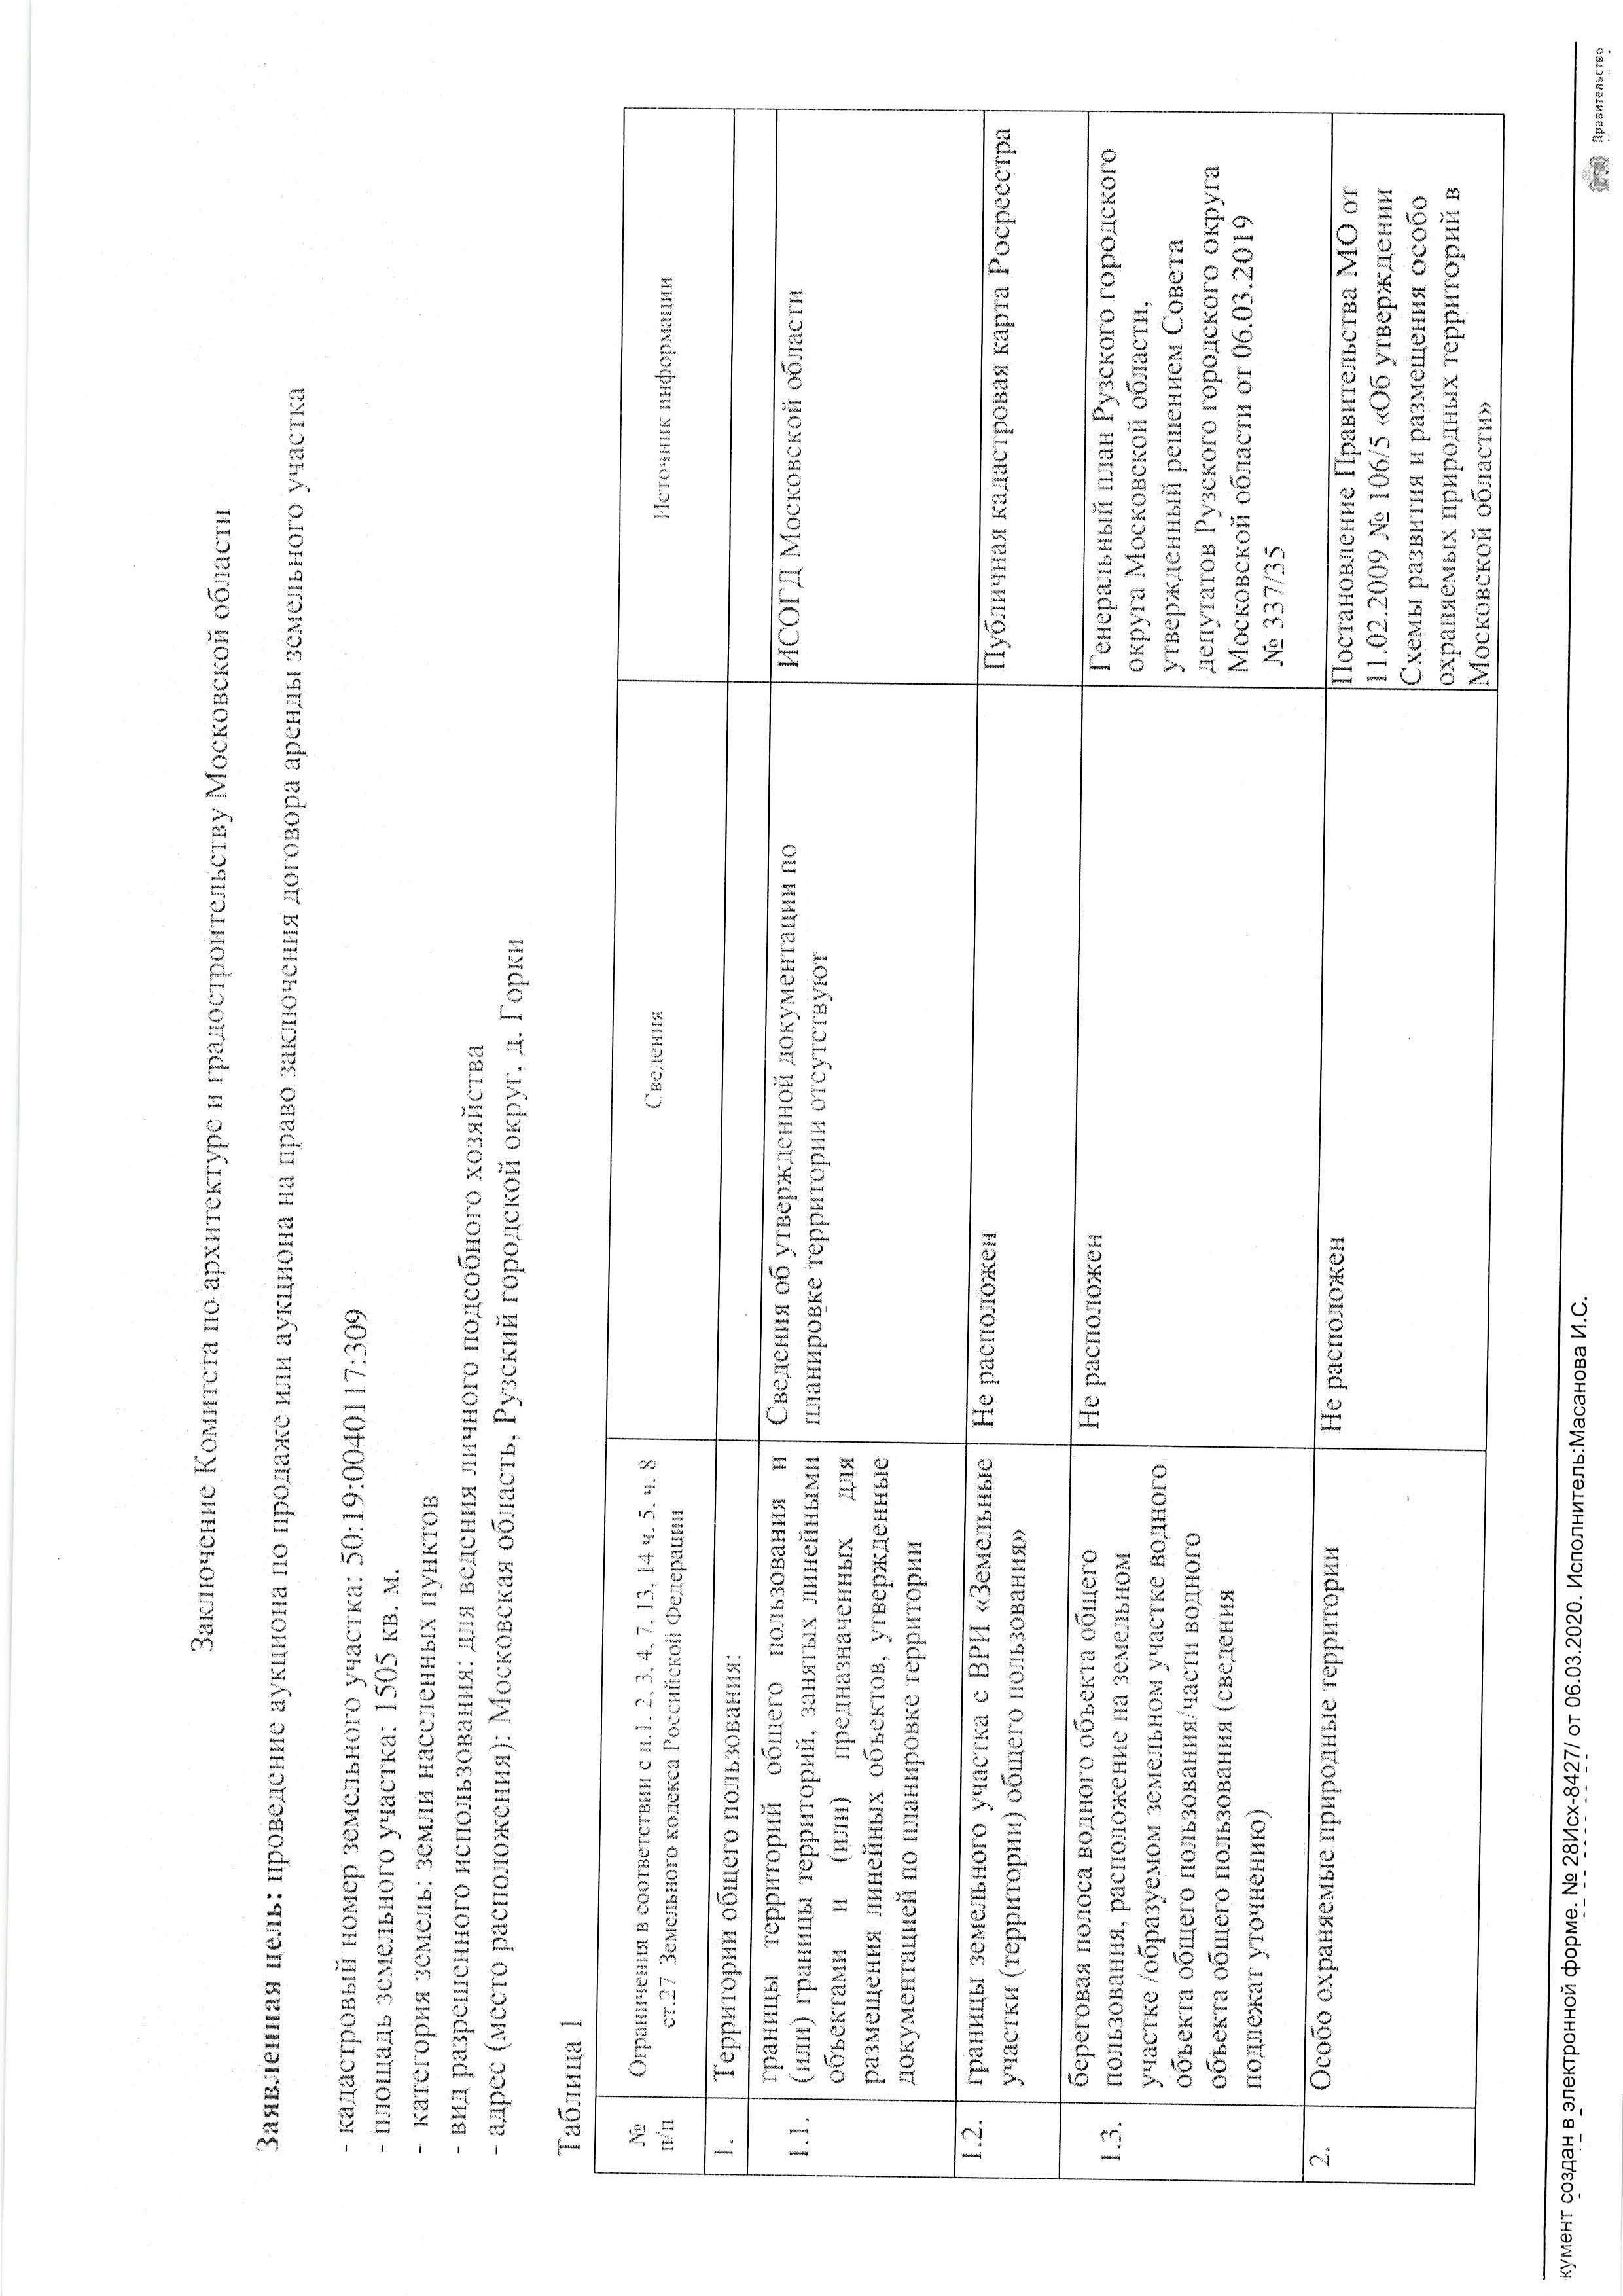 Заключение Комитета по архитектуре и градостроительству Московской области
Заявленная цель: проведение аукциона по продаже или аукциона на право заключения договора аренды земельного участка
- кадастровый номер земельного участка: 50:19:0040117:309
- площадь земельного участка: 1505 кв. м.
- категория земель: земли населенных пунктов
- вид разрешенного использования: для ведения личного подсобного хозяйства
- адрес (место расположения): Московская область, Рузский городской округ, д. Горки
Таблица 1
№
п/п
Ограничения в соответствии с п.1, 2, 3, 4, 7, 13, 14 ч. 5, ч. 8
ст.27 Земельного кодекса Российской Федерации
Сведения
Источник информации
1.
Территории общего пользования:
1.1.
границы территорий общего пользования и
(или) границы территорий, занятых линейными
объектами и (или) предназначенных для
размещения линейных объектов, утвержденные
документацией по планировке территории
Сведения об утвержденной документации по
планировке территории отсутствуют
ИСОГД Московской области
1.2.
границы земельного участка с ВРИ «Земельные
участки (территории) общего пользования»
Не расположен
Публичная кадастровая карта Росреестра
1.3.
береговая полоса водного объекта общего
пользования, расположение на земельном
участке /образуемом земельном участке водного
объекта общего пользования/части водного
объекта общего пользования (сведения
подлежат уточнению)
Не расположен
Генеральный план Рузского городского
округа Московской области,
утвержденный решением Совета
депутатов Рузского городского округа
Московской области от 06.03.2019
№ 337/35
2.
Особо охраняемые природные территории
Не расположен
Постановление Правительства МО от
11.02.2009 № 106/5 «Об утверждении
Схемы развития и размещения особо
охраняемых природных территорий в
Московской области»
кумент создан в электронной форме. № 28Исх-8427/ от 06.03.2020. Исполнитель:Масанова И.С.
Правительство